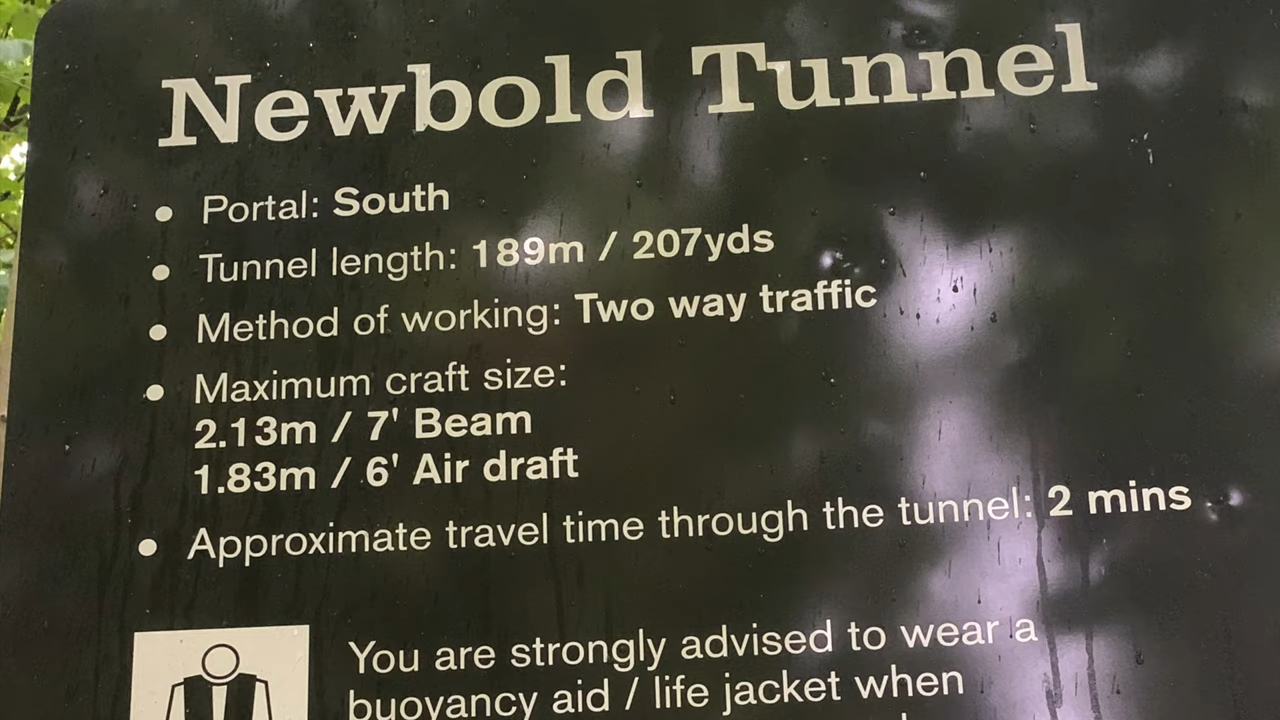 Newbold Tunnel
• Portal: South
• Tunnel length: 189m / 207yds
• Method of working: Two way traffic
• Maximum craft size:
2.13m / 7' Beam
1.83m / 6' Air draft
• Approximate travel time through the tunnel: 2 mins
You are strongly advised to wear a
buoyancy aid / life jacket when